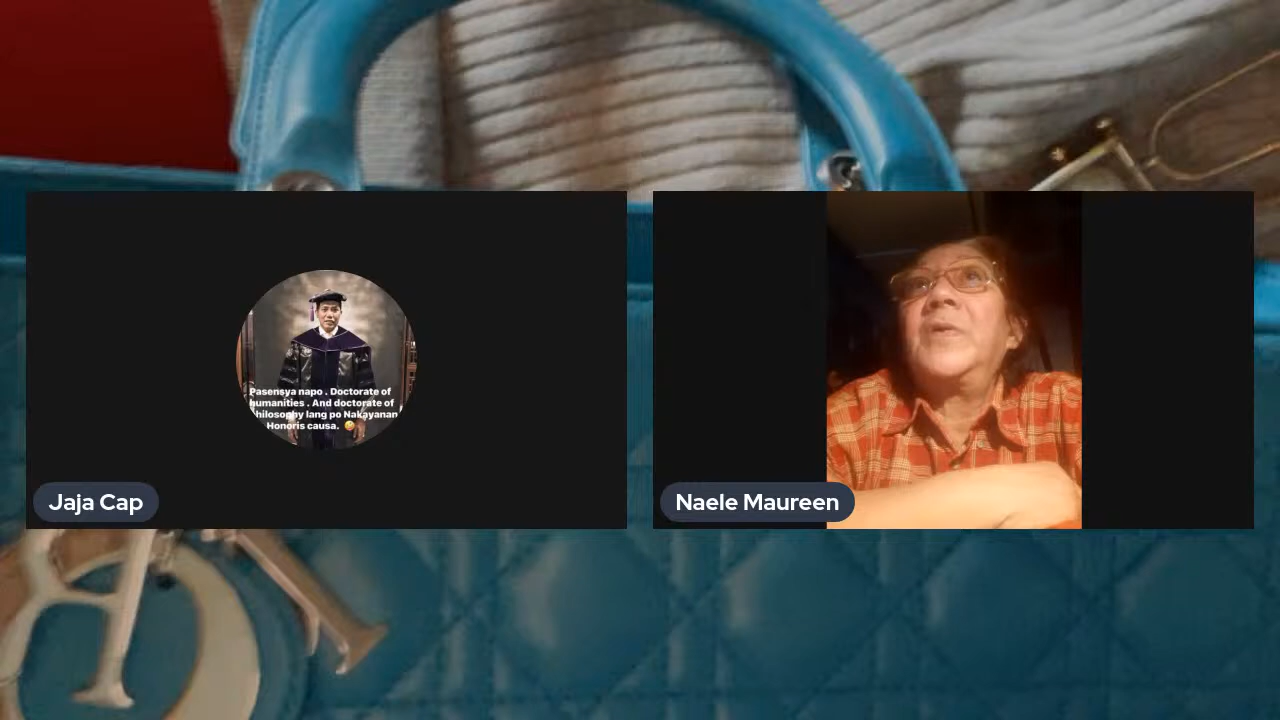 Pasensya napo . Doctorate of
humanities . And doctorate of
hilosophy lang po Nakayanan
Honoris causa. 🤣
Jaja Cap
Naele Maureen